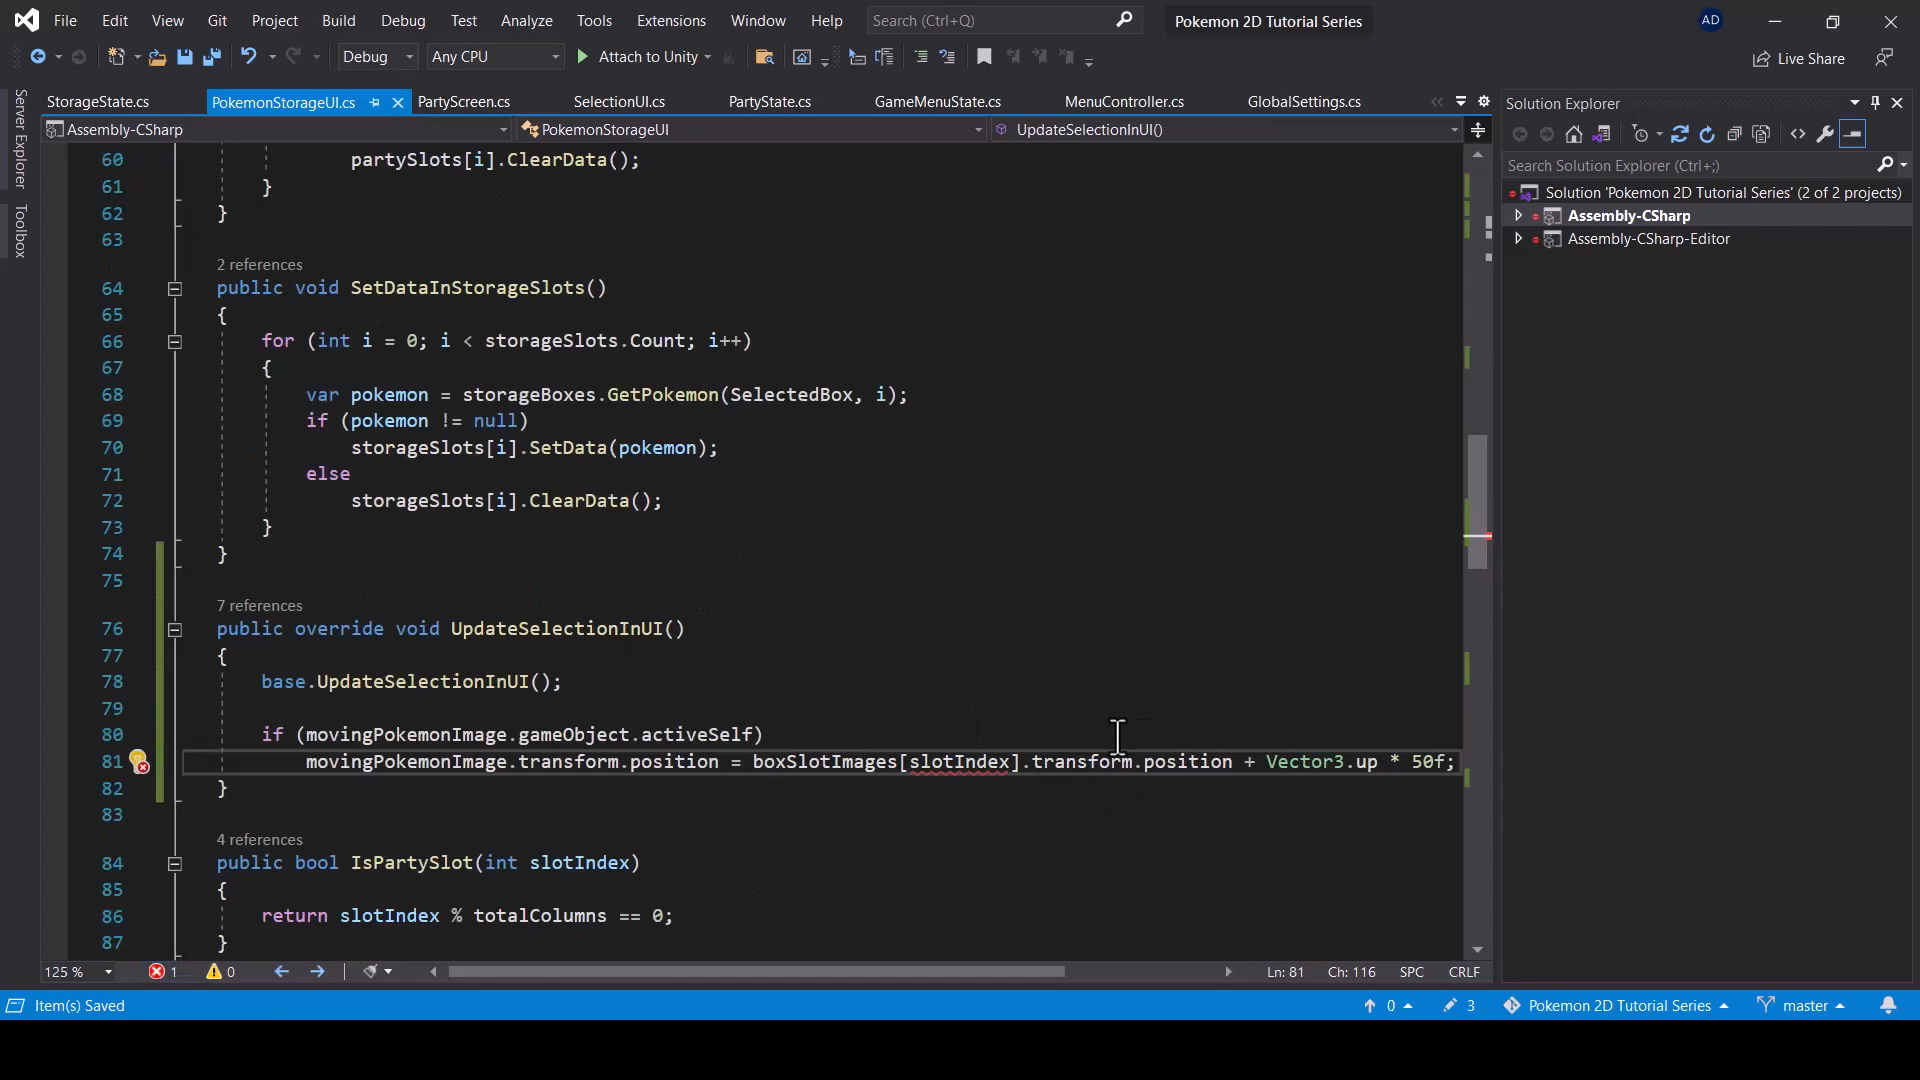 File Edit View Git Project Build Debug Test Analyze Tools Extensions Window Help Search (Ctrl+Q) Pokemon 2D Tutorial Series AD
Debug Any CPU Attach to Unity Live Share
StorageState.cs PokemonStorageUI.cs PartyScreen.cs SelectionUI.cs PartyState.cs GameMenuState.cs MenuController.cs GlobalSettings.cs
Assembly-CSharp PokemonStorageUI UpdateSelectionInUI()
Server Explorer
Toolbox
60 partySlots[i].ClearData();
61 }
62 }
63
2 references
64 public void SetDataInStorageSlots()
65 {
66 for (int i = 0; i < storageSlots.Count; i++)
67 {
68 var pokemon = storageBoxes.GetPokemon(SelectedBox, i);
69 if (pokemon != null)
70 storageSlots[i].SetData(pokemon);
71 else
72 storageSlots[i].ClearData();
73 }
74 }
75
7 references
76 public override void UpdateSelectionInUI()
77 {
78 base.UpdateSelectionInUI();
79
80 if (movingPokemonImage.gameObject.activeSelf)
81 movingPokemonImage.transform.position = boxSlotImages[slotIndex].transform.position + Vector3.up * 50f;
82 }
83
4 references
84 public bool IsPartySlot(int slotIndex)
85 {
86 return slotIndex % totalColumns == 0;
87 }
125 % 1 0 Ln: 81 Ch: 116 SPC CRLF
Solution Explorer
Search Solution Explorer (Ctrl+;)
Solution 'Pokemon 2D Tutorial Series' (2 of 2 projects)
Assembly-CSharp
Assembly-CSharp-Editor
Item(s) Saved 0 3 Pokemon 2D Tutorial Series master